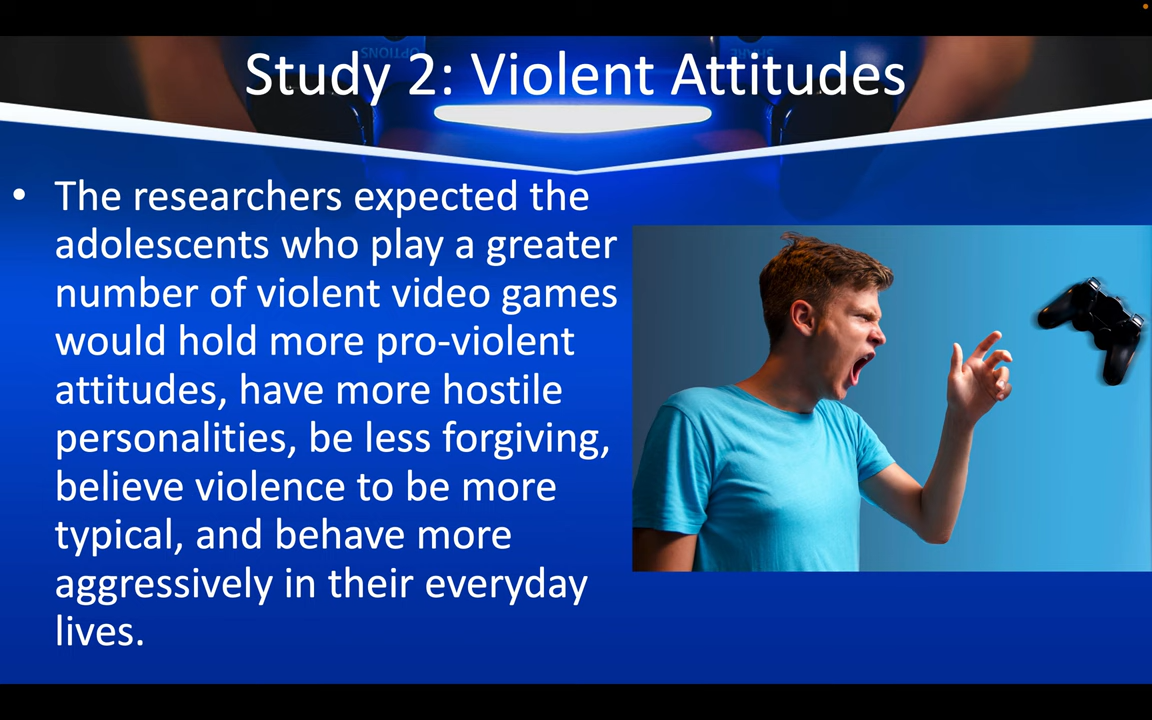 Study 2: Violent Attitudes
• The researchers expected the
adolescents who play a greater
number of violent video games
would hold more pro-violent
attitudes, have more hostile
personalities, be less forgiving,
believe violence to be more
typical, and behave more
aggressively in their everyday
lives.
OPTIONS
SHARE